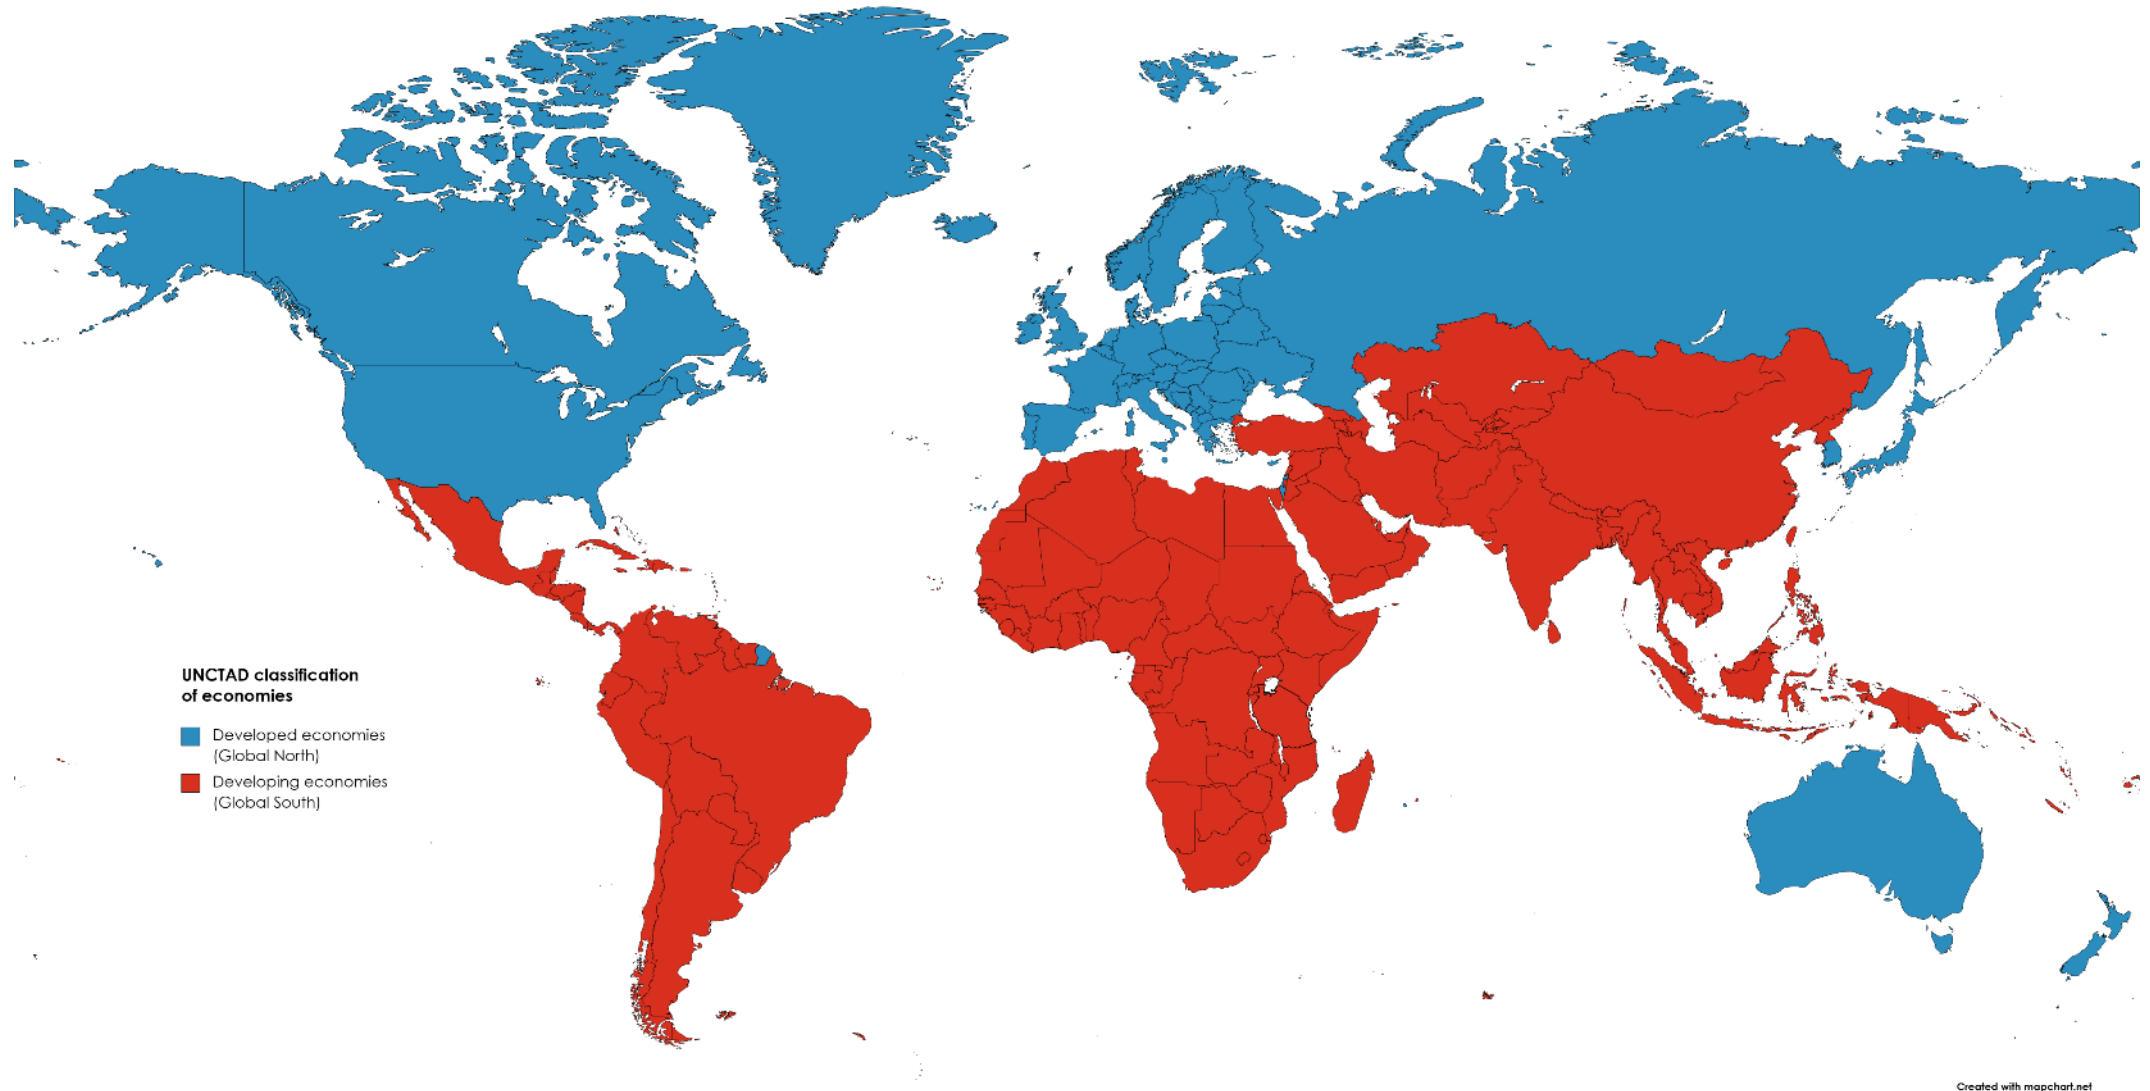 UNCTAD classification
of economies
Developed economies
(Global North)
Developing economies
(Global South)
Created with mapchart.net